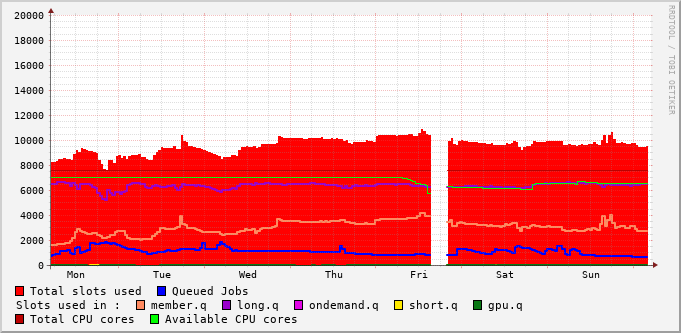 20000
18000
16000
14000
12000
10000
8000
6000
4000
2000
0
Mon Tue Wed Thu Fri Sat Sun
RRDTOOL / TOBI OETIKER
Total slots used Queued Jobs
Slots used in : member.q long.q ondemand.q short.q gpu.q
Total CPU cores Available CPU cores